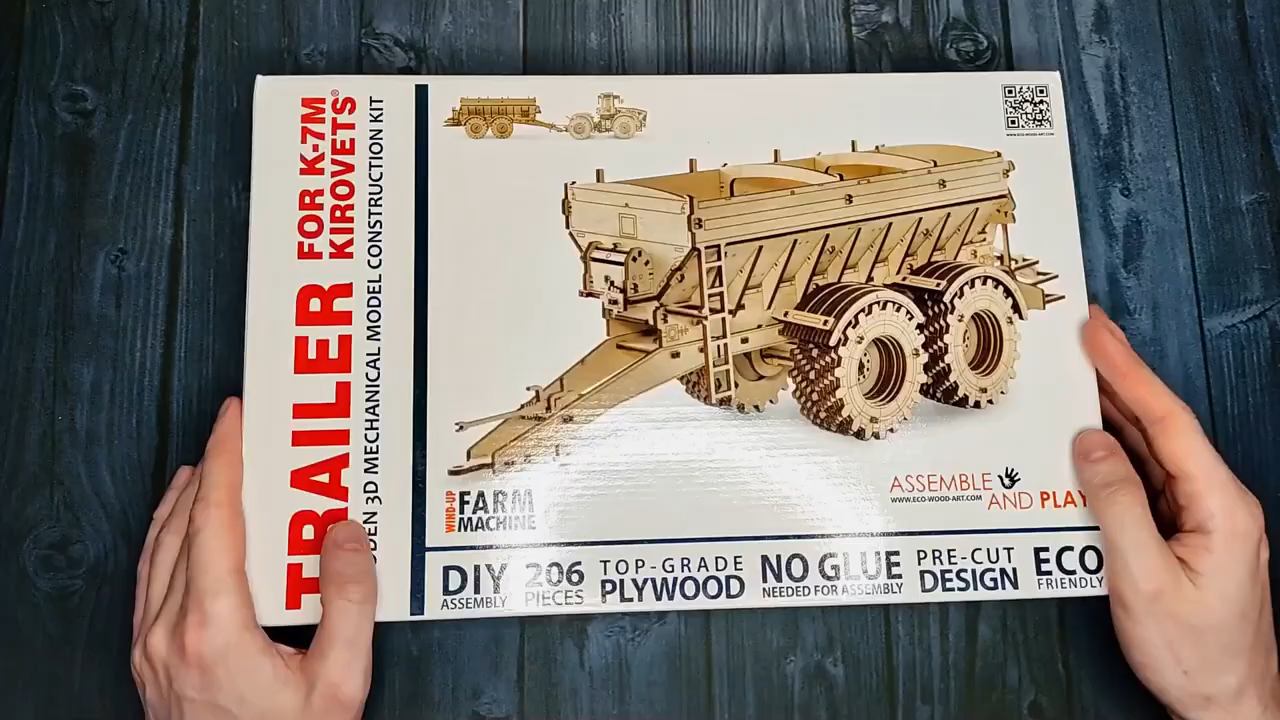 TRAILER
FOR K-7M
KIROVETS®
DEN 3D MECHANICAL MODEL CONSTRUCTION KIT
WWW.ECO-WOOD-ART.COM
WIND-UP
FARM
MACHINE
ASSEMBLE
WWW.ECO-WOOD-ART.COM
AND PLAY
DIY
ASSEMBLY
206
PIECES
TOP-GRADE
PLYWOOD
NO GLUE
NEEDED FOR ASSEMBLY
PRE-CUT
DESIGN
ECO
FRIENDLY